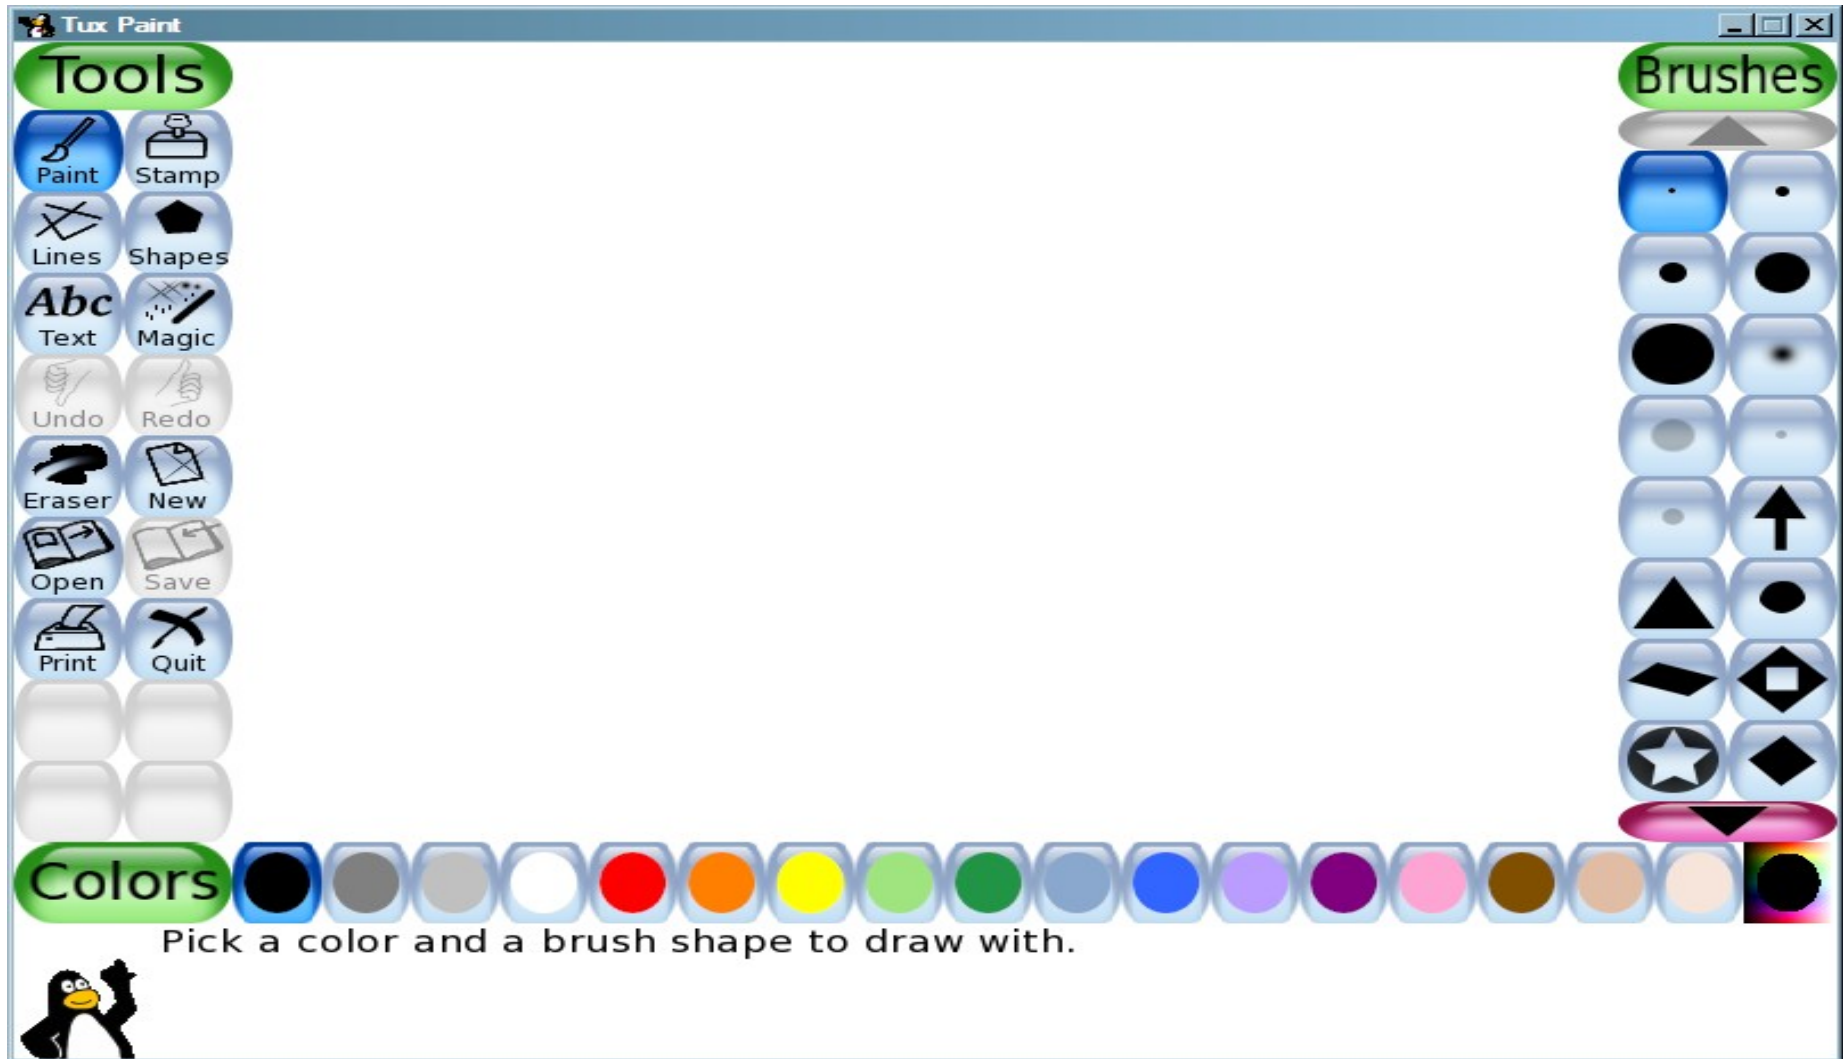 Tux Paint
Tools
Brushes
Paint Stamp
Lines Shapes
Abc
Text Magic
Undo Redo
Eraser New
Open Save
Print Quit
Colors
Pick a color and a brush shape to draw with.